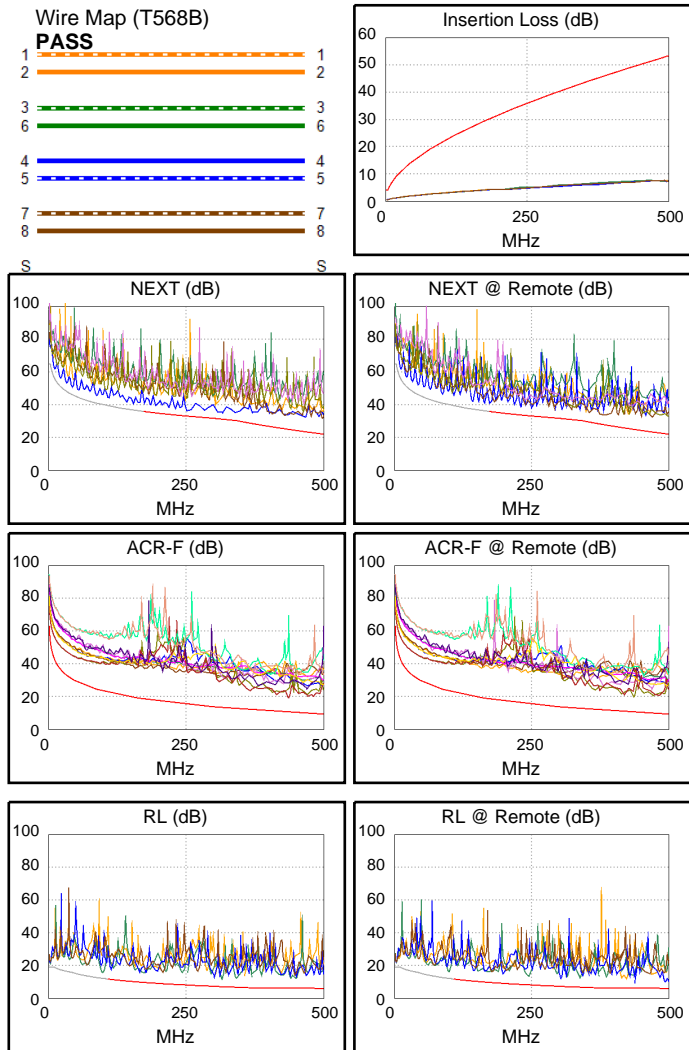 Wire Map (T568B)
PASS
1 1
2 2
3 3
6 6
4 4
5 5
7 7
8 8
S S
Insertion Loss (dB)
60
50
40
30
20
10
0
0 250 500
MHz
NEXT (dB)
100
80
60
40
20
0
0 250 500
MHz
NEXT @ Remote (dB)
100
80
60
40
20
0
0 250 500
MHz
ACR-F (dB)
100
80
60
40
20
0
0 250 500
MHz
ACR-F @ Remote (dB)
100
80
60
40
20
0
0 250 500
MHz
RL (dB)
100
80
60
40
20
0
0 250 500
MHz
RL @ Remote (dB)
100
80
60
40
20
0
0 250 500
MHz